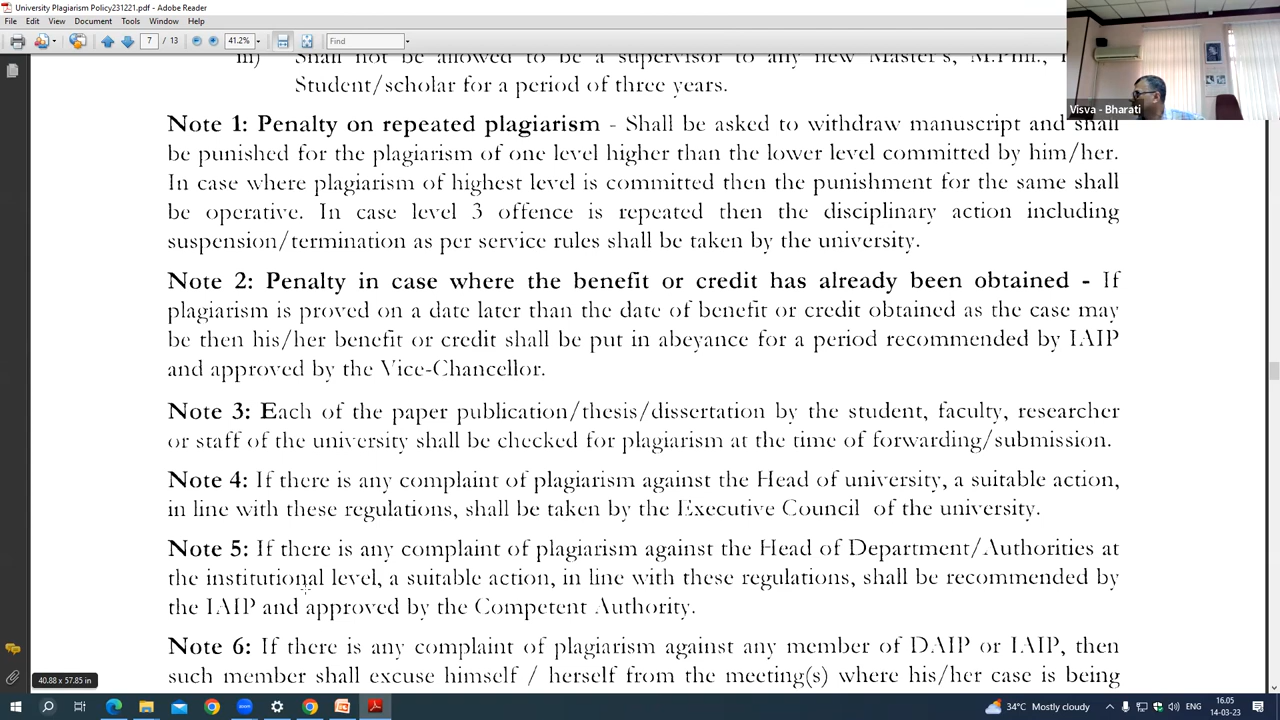 University Plagiarism Policy231221.pdf - Adobe Reader
File Edit View Document Tools Window Help
7 / 13 41.2% Find
iii) Shall not be allowed to be a supervisor to any new Master's, M.Phil.,
Student/scholar for a period of three years.
Visva - Bharati
Note 1: Penalty on repeated plagiarism - Shall be asked to withdraw manuscript and shall
be punished for the plagiarism of one level higher than the lower level committed by him/her.
In case where plagiarism of highest level is committed then the punishment for the same shall
be operative. In case level 3 offence is repeated then the disciplinary action including
suspension/termination as per service rules shall be taken by the university.
Note 2: Penalty in case where the benefit or credit has already been obtained - If
plagiarism is proved on a date later than the date of benefit or credit obtained as the case may
be then his/her benefit or credit shall be put in abeyance for a period recommended by IAIP
and approved by the Vice-Chancellor.
Note 3: Each of the paper publication/thesis/dissertation by the student, faculty, researcher
or staff of the university shall be checked for plagiarism at the time of forwarding/submission.
Note 4: If there is any complaint of plagiarism against the Head of university, a suitable action,
in line with these regulations, shall be taken by the Executive Council of the university.
Note 5: If there is any complaint of plagiarism against the Head of Department/Authorities at
the institutional level, a suitable action, in line with these regulations, shall be recommended by
the IAIP and approved by the Competent Authority.
Note 6: If there is any complaint of plagiarism against any member of DAIP or IAIP, then
such member shall excuse himself / herself from the meeting(s) where his/her case is being
40.88 x 57.85 in
34°C Mostly cloudy ENG 16.05
14-03-23